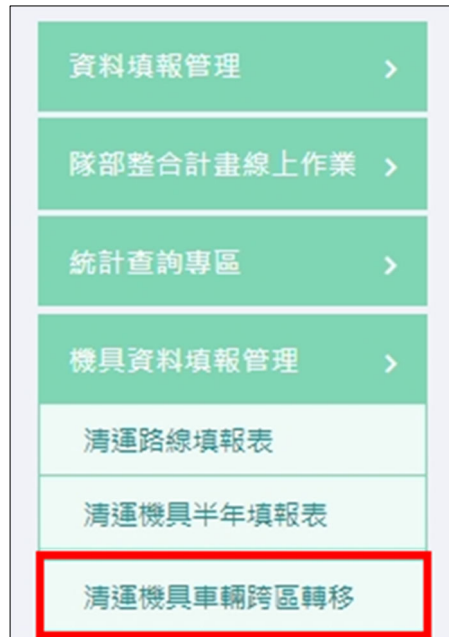 資料填報管理
隊部整合計畫線上作業
統計查詢專區
機具資料填報管理
清運路線填報表
清運機具半年填報表
清運機具車輛跨區轉移